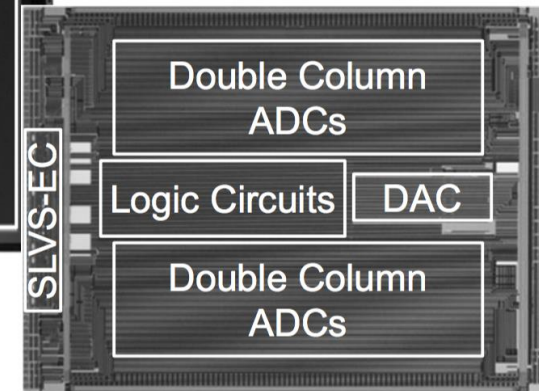 Double Column
ADCs
SLVS-EC
Logic Circuits
DAC
Double Column
ADCs